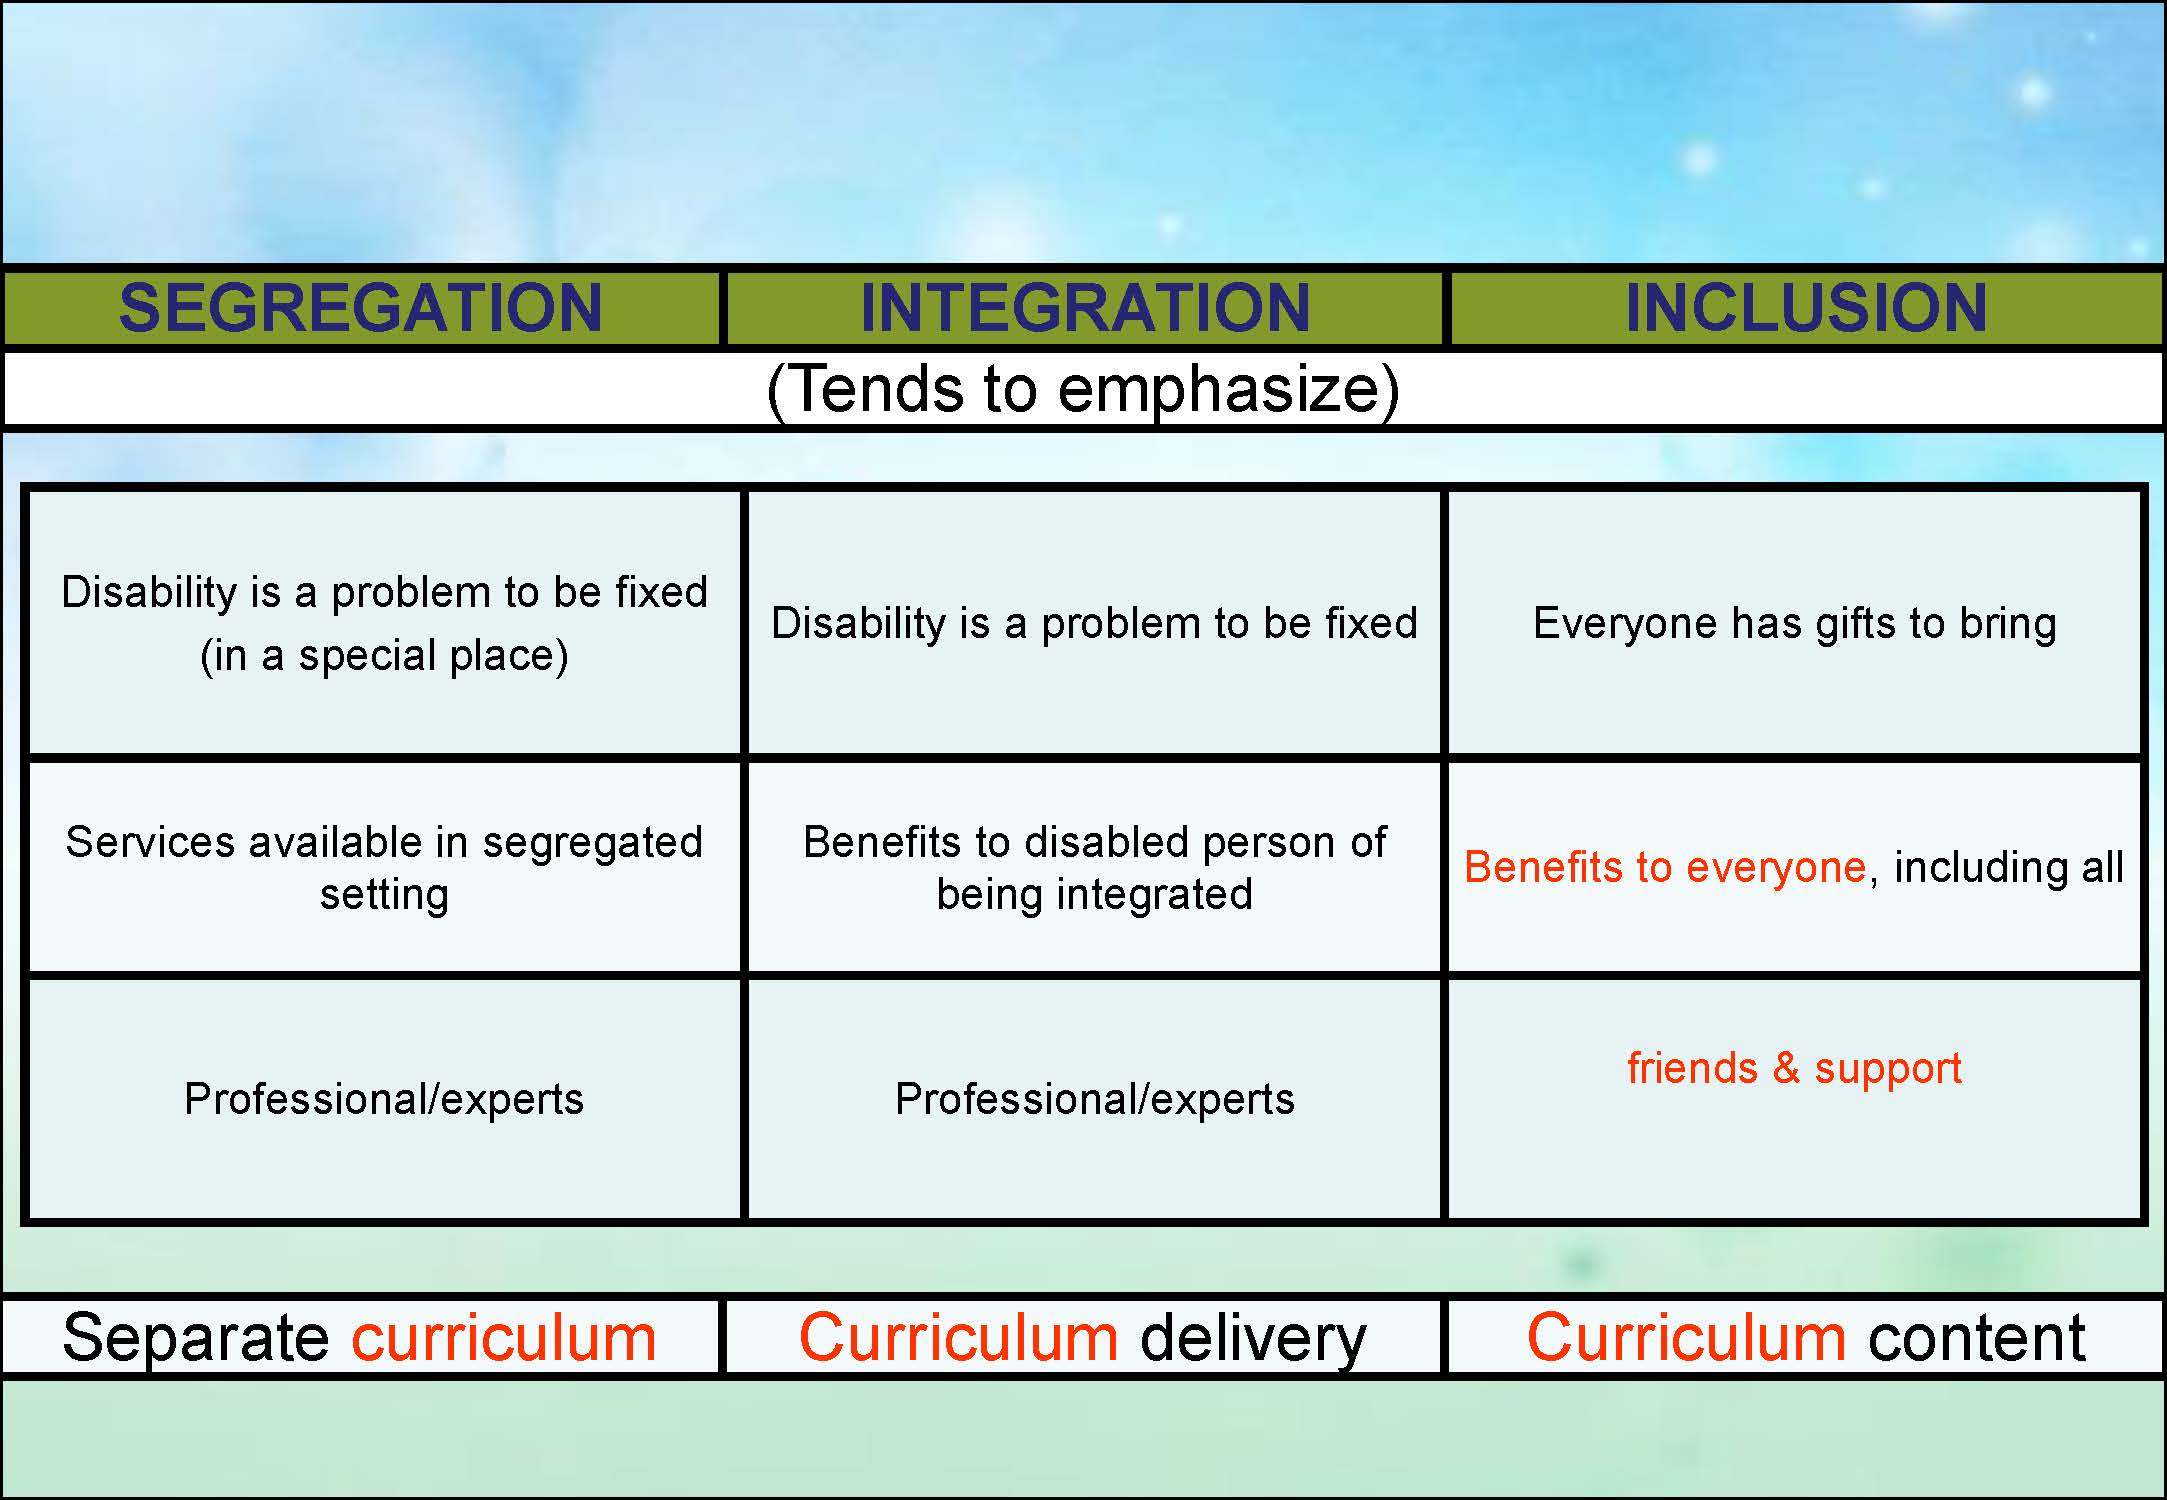 SEGREGATION
INTEGRATION
INCLUSION
(Tends to emphasize)
Disability is a problem to be fixed
(in a special place)
Disability is a problem to be fixed
Everyone has gifts to bring
Services available in segregated
setting
Benefits to disabled person of
being integrated
Benefits to everyone, including all
Professional/experts
Professional/experts
friends & support
Separate curriculum
Curriculum delivery
Curriculum content